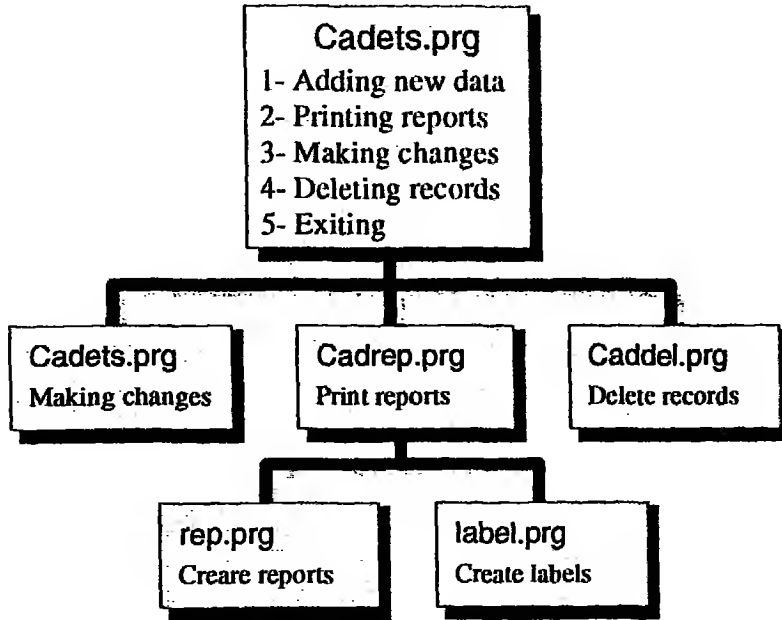 Cadets.prg
1- Adding new data
2- Printing reports
3- Making changes
4- Deleting records
5- Exiting
Cadets.prg
Making changes
Cadrep.prg
Print reports
Caddel.prg
Delete records
rep.prg
Creare reports
label.prg
Create labels